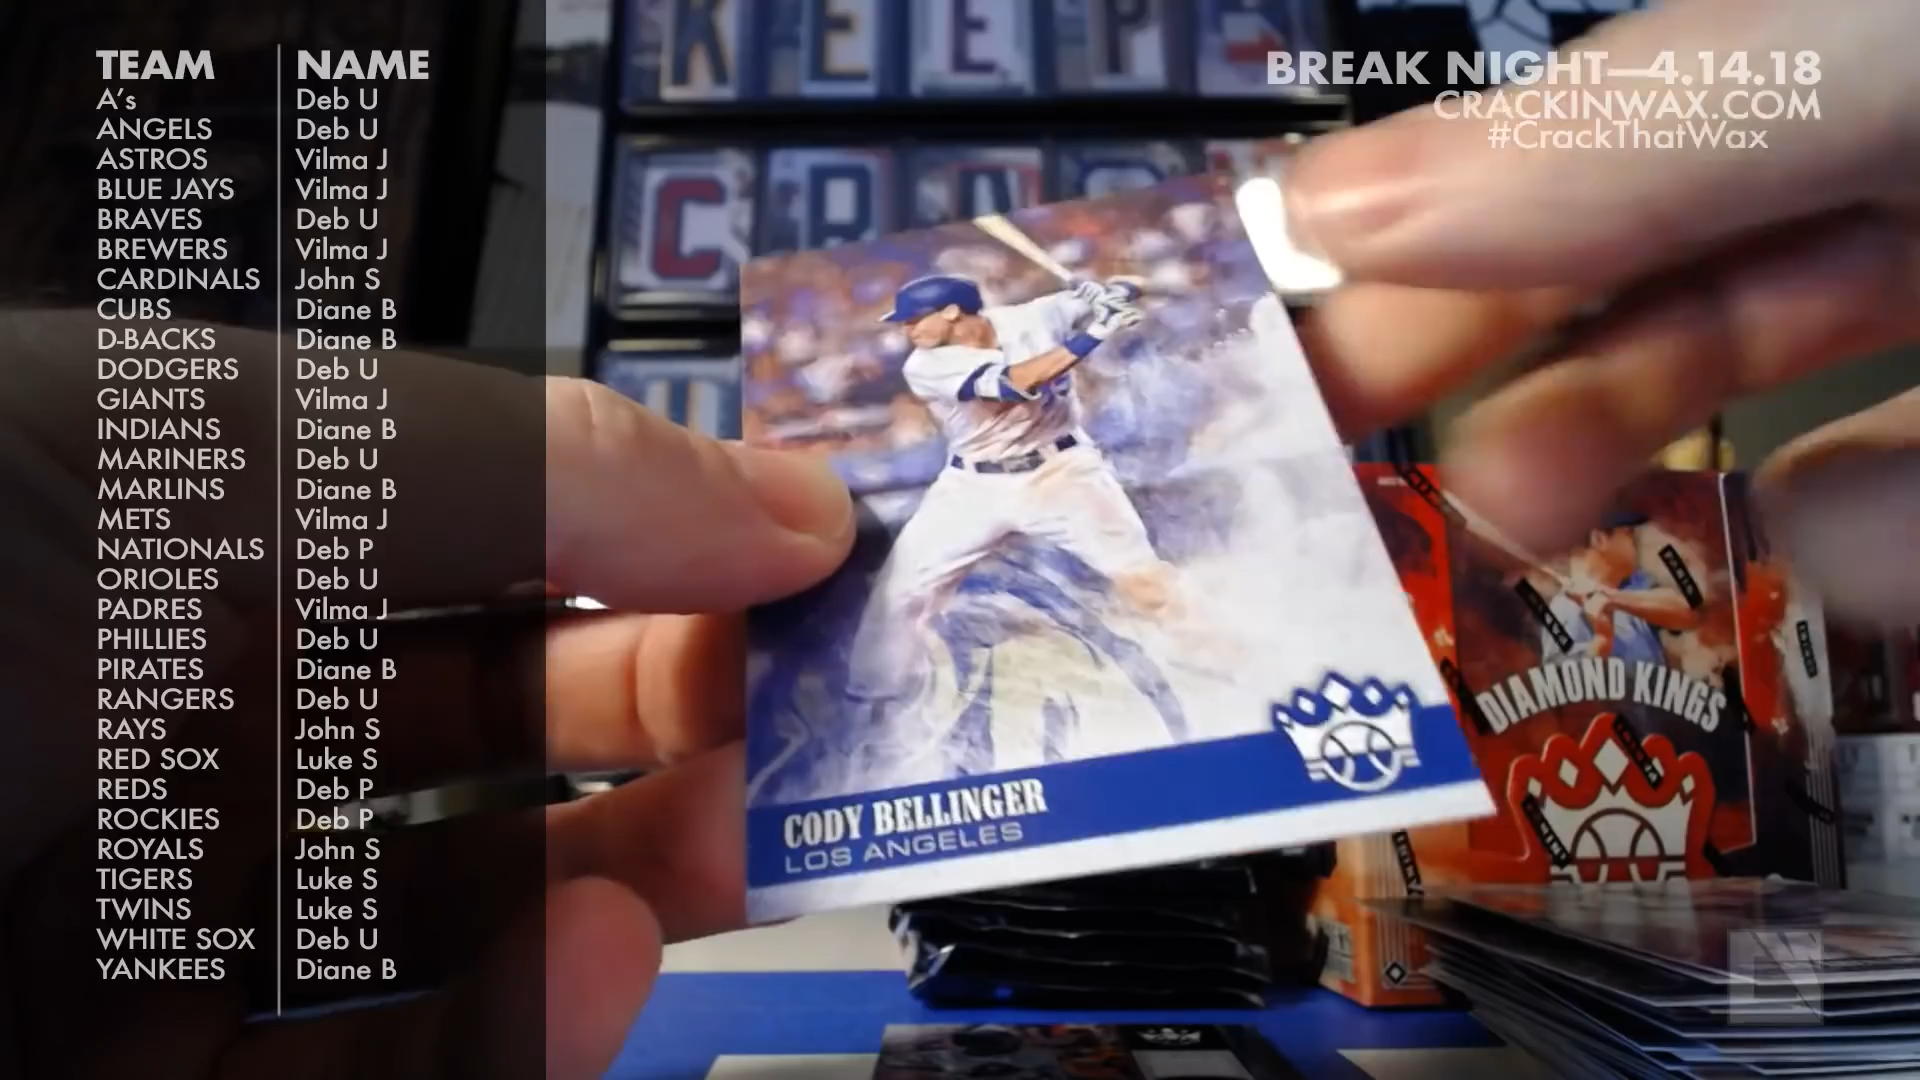 TEAM NAME
A's Deb U
ANGELS Deb U
ASTROS Vilma J
BLUE JAYS Vilma J
BRAVES Deb U
BREWERS Vilma J
CARDINALS John S
CUBS Diane B
D-BACKS Diane B
DODGERS Deb U
GIANTS Vilma J
INDIANS Diane B
MARINERS Deb U
MARLINS Diane B
METS Vilma J
NATIONALS Deb P
ORIOLES Deb U
PADRES Vilma J
PHILLIES Deb U
PIRATES Diane B
RANGERS Deb U
RAYS John S
RED SOX Luke S
REDS Deb P
ROCKIES Deb P
ROYALS John S
TIGERS Luke S
TWINS Luke S
WHITE SOX Deb U
YANKEES Diane B
BREAK NIGHT—4.14.18
CRACKINWAX.COM
#CrackThatWax
KEEP
CODY BELLINGER
LOS ANGELES
DIAMOND KINGS